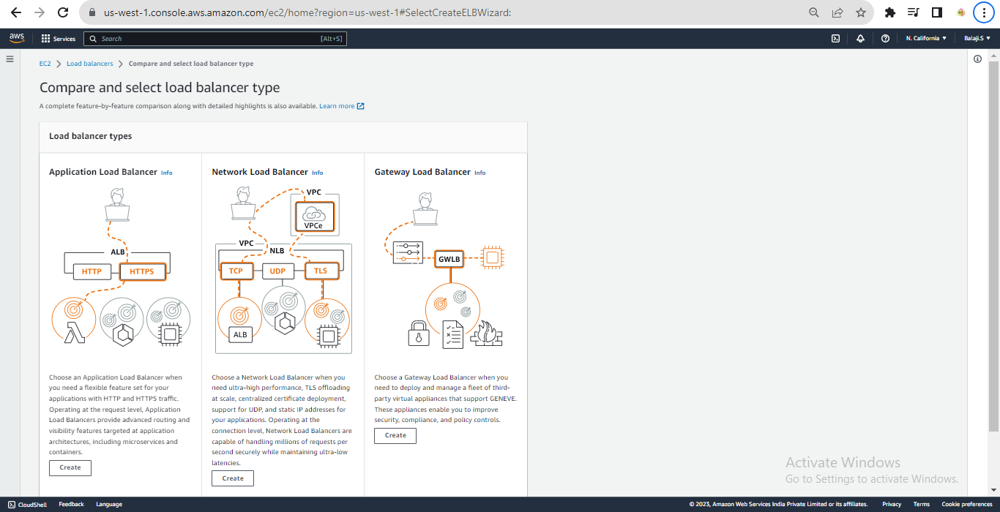 us-west-1.console.aws.amazon.com/ec2/home?region=us-west-1#SelectCreateELBWizard:
aws
Services
Search
[Alt+S]
N. California
Balaji.S
EC2
Load balancers
Compare and select load balancer type
Compare and select load balancer type
A complete feature-by-feature comparison along with detailed highlights is also available. Learn more
Load balancer types
Application Load Balancer Info
ALB
HTTP
HTTPS
Choose an Application Load Balancer when
you need a flexible feature set for your
applications with HTTP and HTTPS traffic.
Operating at the request level, Application
Load Balancers provide advanced routing and
visibility features targeted at application
architectures, including microservices and
containers.
Create
Network Load Balancer Info
VPC
VPCe
VPC
NLB
TCP
UDP
TLS
ALB
Choose a Network Load Balancer when you
need ultra-high performance, TLS offloading
at scale, centralized certificate deployment,
support for UDP, and static IP addresses for
your applications. Operating at the
connection level, Network Load Balancers are
capable of handling millions of requests per
second securely while maintaining ultra-low
latencies.
Create
Gateway Load Balancer Info
GWLB
Choose a Gateway Load Balancer when you
need to deploy and manage a fleet of third-
party virtual appliances that support GENEVE.
These appliances enable you to improve
security, compliance, and policy controls.
Create
Activate Windows
Go to Settings to activate Windows.
CloudShell
Feedback
Language
© 2023, Amazon Web Services India Private Limited or its affiliates.
Privacy
Terms
Cookie preferences